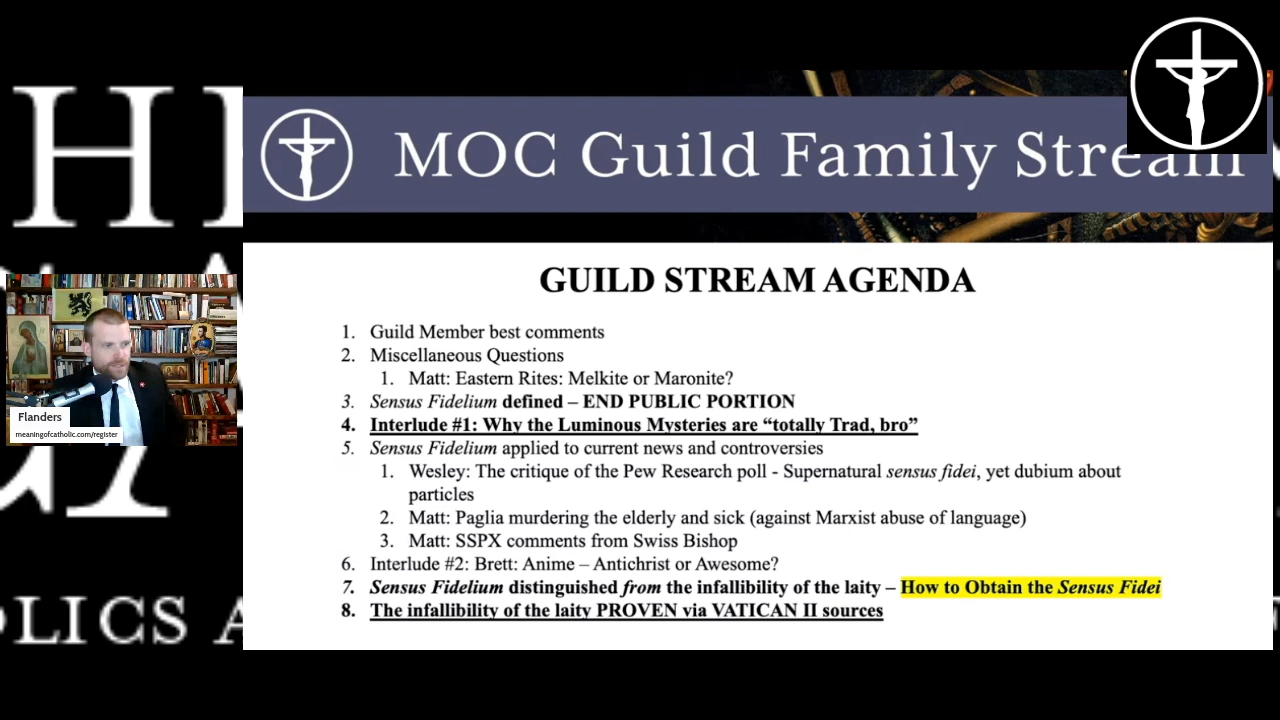 MOC Guild Family Stream
GUILD STREAM AGENDA
1. Guild Member best comments
2. Miscellaneous Questions
1. Matt: Eastern Rites: Melkite or Maronite?
3. Sensus Fidelium defined – END PUBLIC PORTION
4. Interlude #1: Why the Luminous Mysteries are “totally Trad, bro”
5. Sensus Fidelium applied to current news and controversies
1. Wesley: The critique of the Pew Research poll - Supernatural sensus fidei, yet dubium about
particles
2. Matt: Paglia murdering the elderly and sick (against Marxist abuse of language)
3. Matt: SSPX comments from Swiss Bishop
6. Interlude #2: Brett: Anime – Antichrist or Awesome?
7. Sensus Fidelium distinguished from the infallibility of the laity – How to Obtain the Sensus Fidei
8. The infallibility of the laity PROVEN via VATICAN II sources
Flanders
meaningofcatholic.com/register
OLICS A